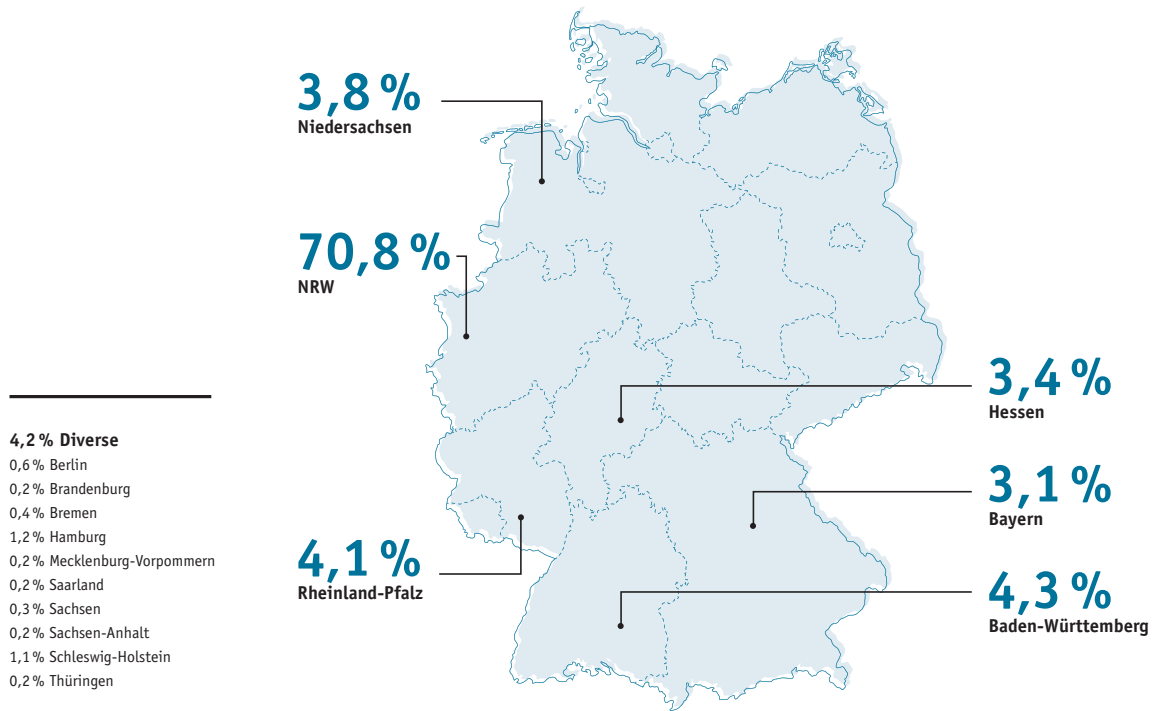 3,8 %
Niedersachsen
70,8 %
NRW
4,1 %
Rheinland-Pfalz
3,4 %
Hessen
3,1 %
Bayern
4,3 %
Baden-Württemberg
4,2 % Diverse
0,6 % Berlin
0,2 % Brandenburg
0,4 % Bremen
1,2 % Hamburg
0,2 % Mecklenburg-Vorpommern
0,2 % Saarland
0,3 % Sachsen
0,2 % Sachsen-Anhalt
1,1 % Schleswig-Holstein
0,2 % Thüringen